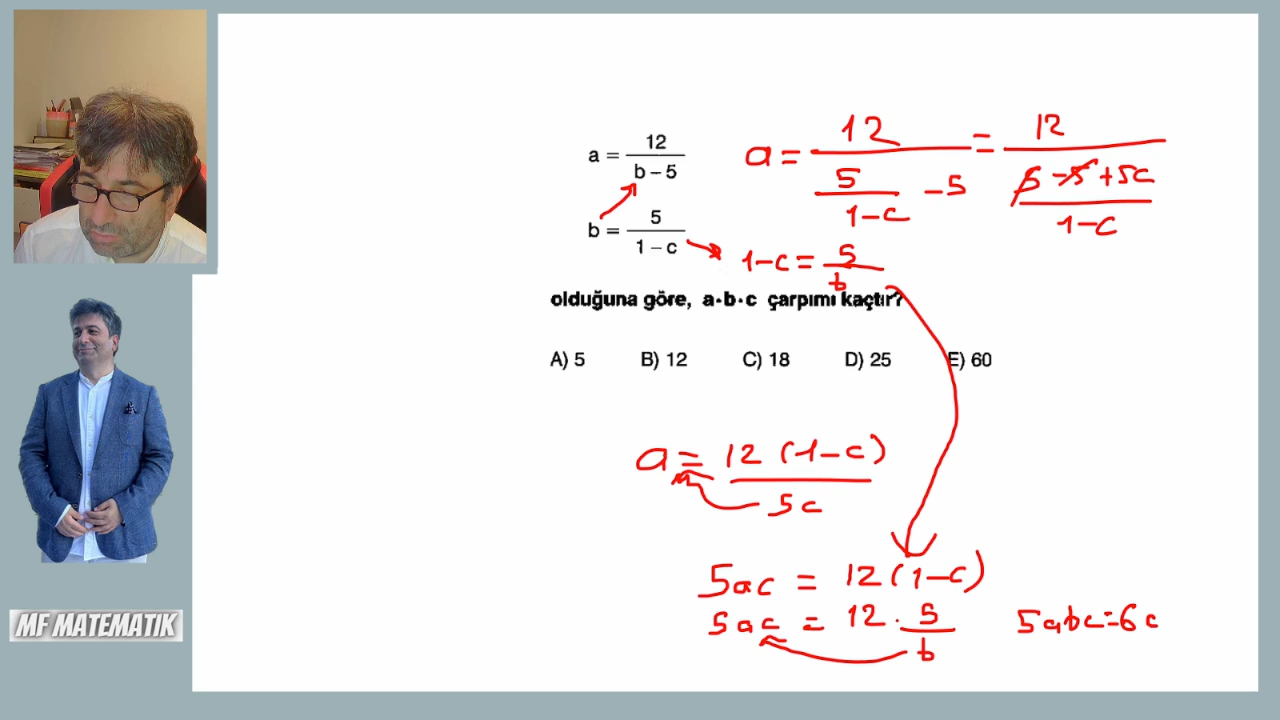 a = 12 / b – 5
b = 5 / 1 – c
olduğuna göre, a·b·c çarpımı kaçtır?
A) 5 B) 12 C) 18 D) 25 E) 60
a = 12 / (5 / 1-c - 5) = 12 / (5 - 5 + 5c / 1-c)
1-c = 5 / b
a = 12 (1-c) / 5c
5ac = 12 (1-c)
5ac = 12 · 5 / b 5abc = 6c
MF MATEMATIK